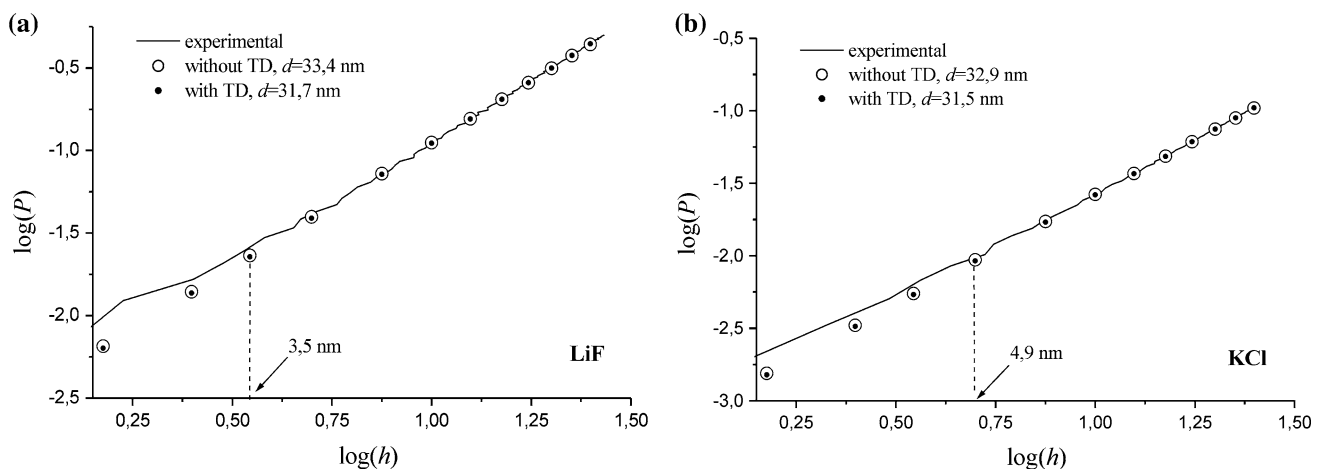 (a)
experimental
without TD, d=33,4 nm
with TD, d=31,7 nm
-0,5
-1,0
-1,5
-2,0
-2,5
log(P)
3,5 nm
LiF
0,25
0,50
0,75
1,00
1,25
1,50
log(h)
(b)
-0,5
experimental
without TD, d=32,9 nm
with TD, d=31,5 nm
-1,0
-1,5
-2,0
-2,5
-3,0
log(P)
4,9 nm
KCl
0,25
0,50
0,75
1,00
1,25
1,50
log(h)